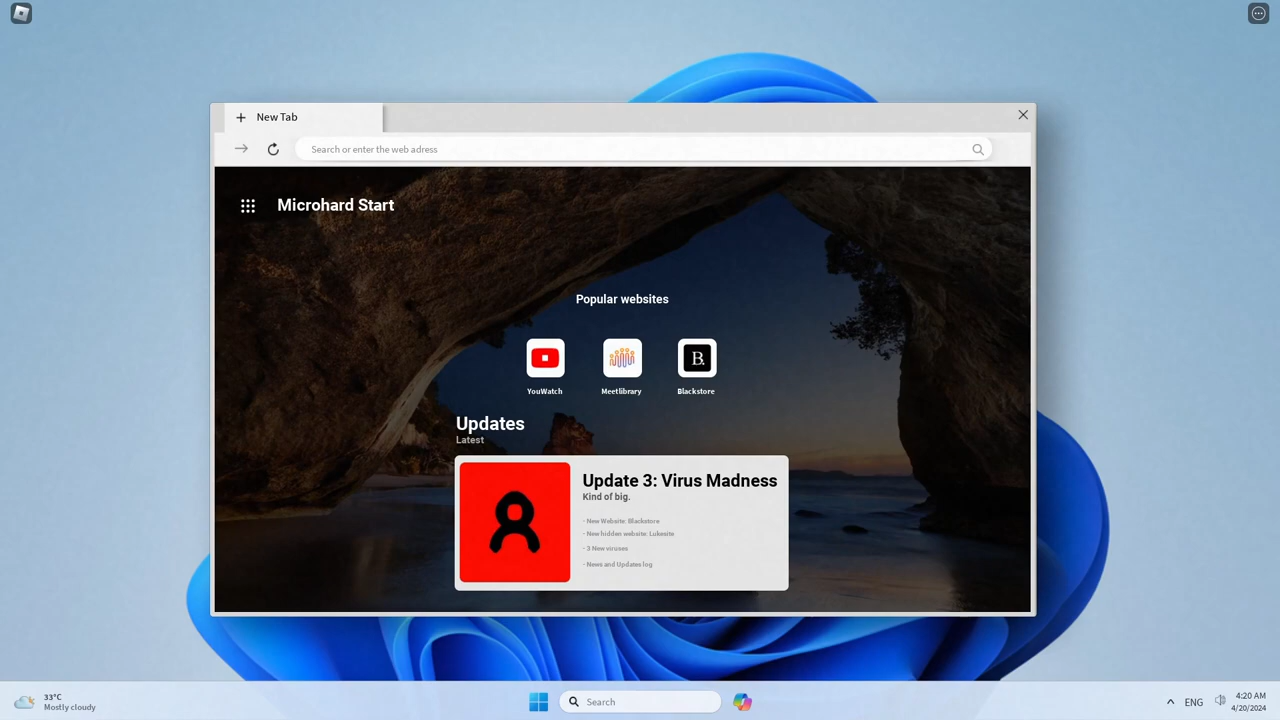 New Tab
Search or enter the web adress
Microhard Start
Popular websites
B.
YouWatch
Meetlibrary
Blackstore
Updates
Latest
Update 3: Virus Madness
Kind of big.
- New Website: Blackstore
- New hidden website: Lukesite
- 3 New viruses
- News and Updates log
33°C
Mostly cloudy
Search
ENG
4:20 AM
4/20/2024